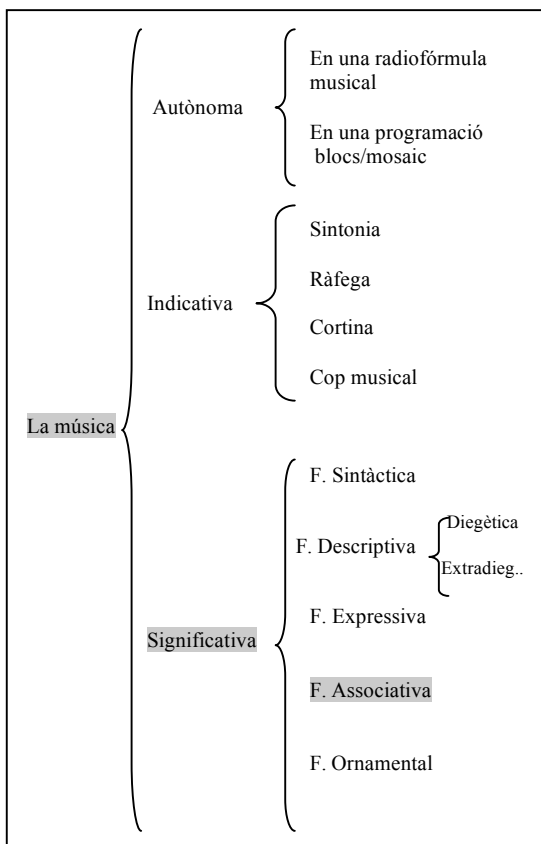 La música
Autònoma
En una radiofórmula
musical
En una programació
blocs/mosaic
Indicativa
Sintonia
Ràfega
Cortina
Cop musical
Significativa
F. Sintàctica
F. Descriptiva
Diegètica
Extradieg..
F. Expressiva
F. Associativa
F. Ornamental